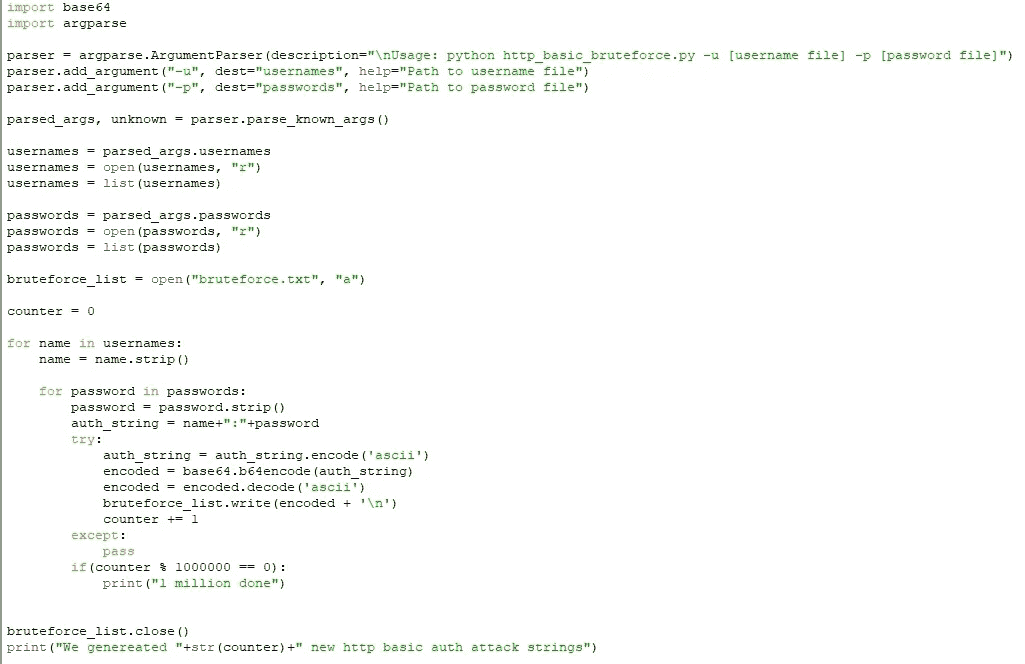 import base64
import argparse
parser = argparse.ArgumentParser(description="\nUsage: python http_basic_bruteforce.py -u [username file] -p [password file]")
parser.add_argument("-u", dest="usernames", help="Path to username file")
parser.add_argument("-p", dest="passwords", help="Path to password file")
parsed_args, unknown = parser.parse_known_args()
usernames = parsed_args.usernames
usernames = open(usernames, "r")
usernames = list(usernames)
passwords = parsed_args.passwords
passwords = open(passwords, "r")
passwords = list(passwords)
bruteforce_list = open("bruteforce.txt", "a")
counter = 0
for name in usernames:
    name = name.strip()
    for password in passwords:
        password = password.strip()
        auth_string = name+":"+password
        try:
            auth_string = auth_string.encode('ascii')
            encoded = base64.b64encode(auth_string)
            encoded = encoded.decode('ascii')
            bruteforce_list.write(encoded + '\n')
            counter += 1
        except:
            pass
        if(counter % 1000000 == 0):
            print("1 million done")
bruteforce_list.close()
print("We genereated "+str(counter)+" new http basic auth attack strings")